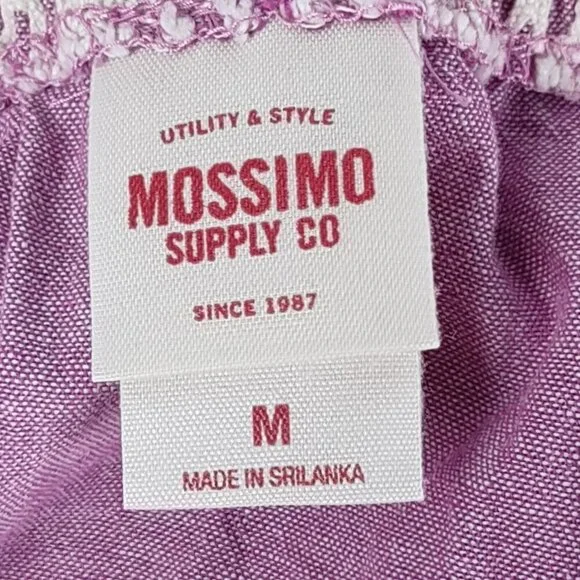 UTILITY & STYLE
MOSSIMO
SUPPLY CO
SINCE 1987
M
MADE IN SRILANKA